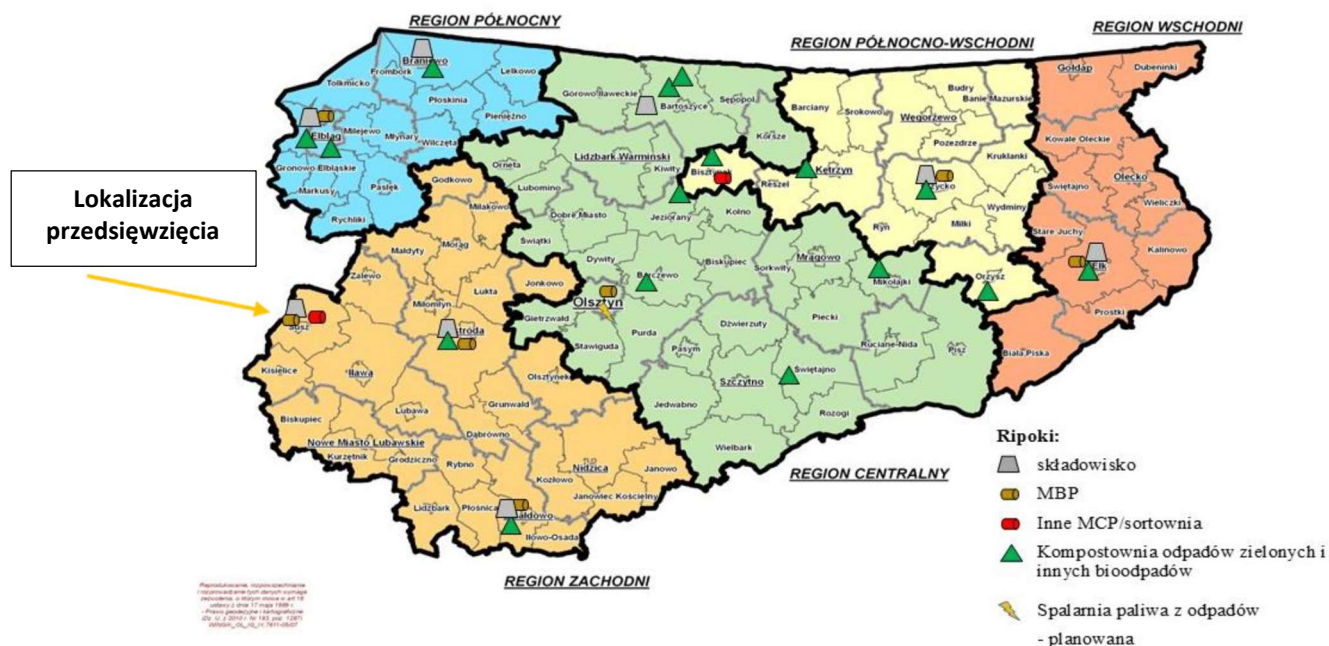 REGION PÓŁNOCNY
REGION WSCHODNI
REGION PÓŁNOCNO-WSCHODNI
Braniewo
Frombork
Lelkowo
Tolkmicko
Płoskinia
Pieniężno
Elbląg
Milejewo
Młynary
Wilczęta
Gronowo Elbląskie
Markusy
Pasłęk
Rychliki
Godkowo
Górowo Iławeckie
Bartoszyce
Sępopol
Korsze
Lidzbark Warmiński
Orneta
Kiwity
Lubomino
Dobre Miasto
Jeziorany
Kolno
Świątki
Dywity
Barczewo
Biskupiec
Sorkwity
Mrągowo
Mikołajki
Olsztyn
Gietrzwałd
Stawiguda
Purda
Pasym
Dźwierzuty
Piecki
Ruciane-Nida
Pisz
Szczytno
Świętajno
Jedwabno
Rozogi
Wielbark
Barciany
Srokowo
Węgorzewo
Budry
Banie Mazurskie
Pozezdrze
Kruklanki
Reszel
Kętrzyn
Wydminy
Ryn
Miłki
Orzysz
Gołdap
Dubeninki
Kowale Oleckie
Olecko
Świętajno
Wieliczki
Stare Juchy
Kalinowo
Ełk
Prostki
Biała Piska
Lokalizacja
przedsięwzięcia
Miłakowo
Małdyty
Morąg
Zalewo
Łukta
Jonkowo
Miłomłyn
Susz
Kisielice
Iława
Olsztynek
Biskupiec
Lubawa
Grunwald
Dąbrówno
Nowe Miasto Lubawskie
Kurzętnik
Grodziczno
Rybno
Nidzica
Janowo
Kozłowo
Janowiec Kościelny
Lidzbark
Płośnica
Iłowo-Osada
REGION CENTRALNY
REGION ZACHODNI
Ripoki:
składowisko
MBP
Inne MCP/sortownia
Kompostownia odpadów zielonych i
innych bioodpadów
Spalarnia paliwa z odpadów
- planowana